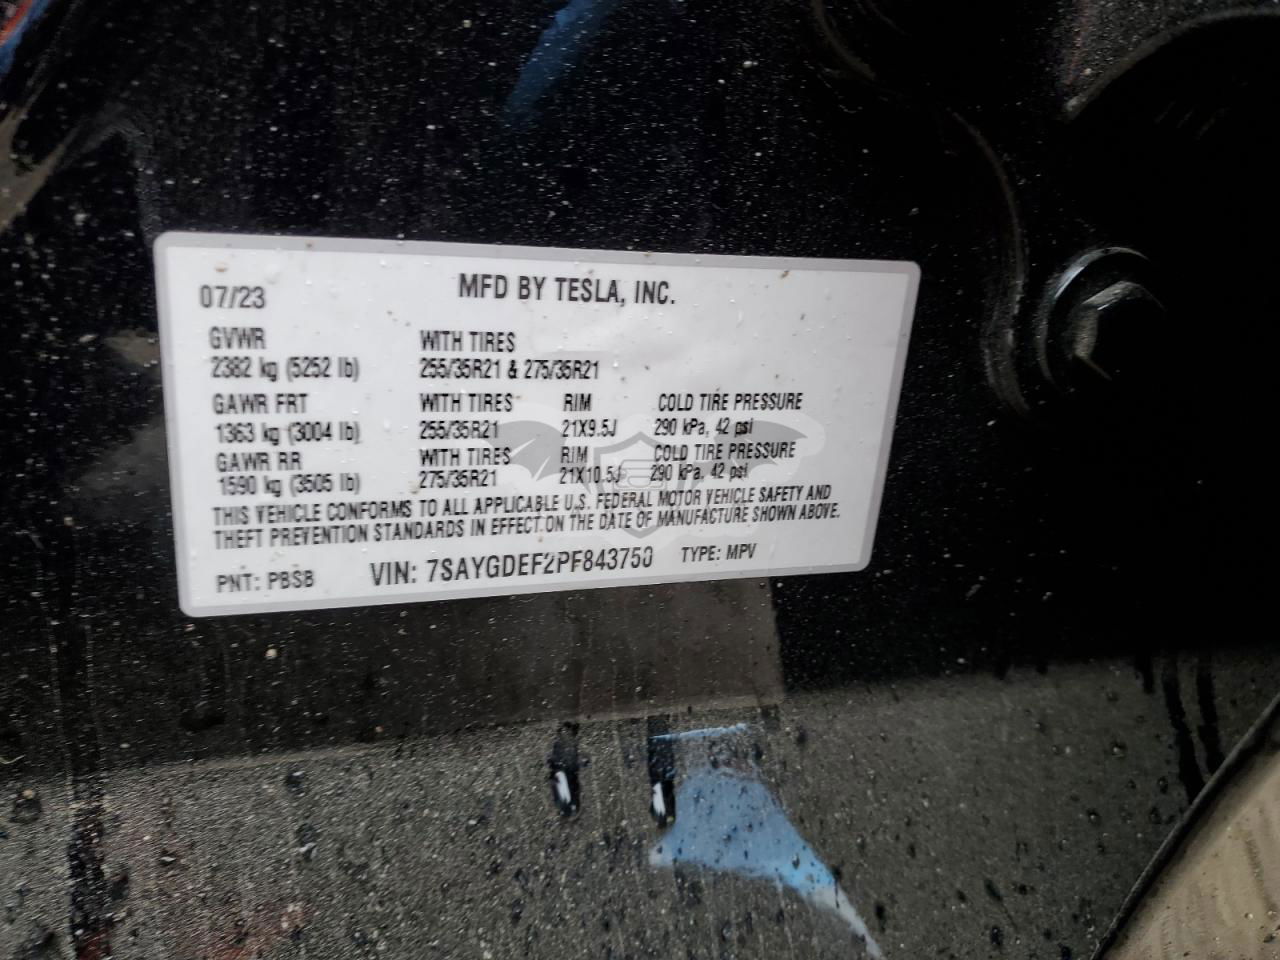 07/23 MFD BY TESLA, INC.
GVWR WITH TIRES
2382 kg (5252 lb) 255/35R21 & 275/35R21
GAWR FRT WITH TIRES RIM COLD TIRE PRESSURE
1363 kg (3004 lb) 255/35R21 21X9.5J 290 kPa, 42 psi
GAWR RR WITH TIRES RIM COLD TIRE PRESSURE
1590 kg (3505 lb) 275/35R21 21X10.5J 290 kPa, 42 psi
THIS VEHICLE CONFORMS TO ALL APPLICABLE U.S. FEDERAL MOTOR VEHICLE SAFETY AND
THEFT PREVENTION STANDARDS IN EFFECT ON THE DATE OF MANUFACTURE SHOWN ABOVE.
PNT: PBSB VIN: 7SAYGDEF2PF843750 TYPE: MPV